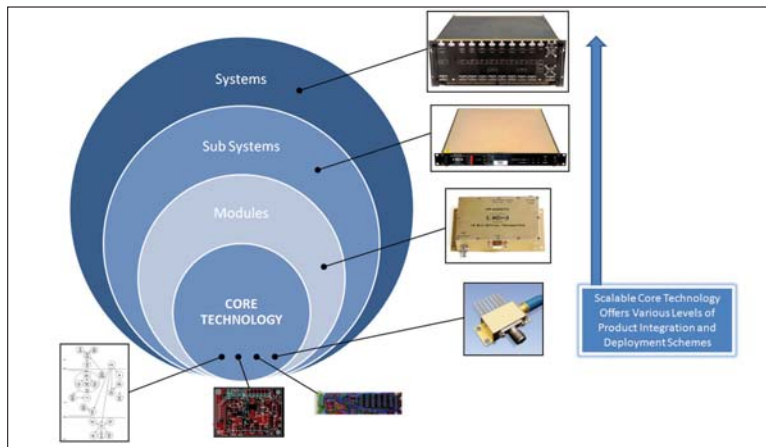 Systems
Sub Systems
Modules
CORE
TECHNOLOGY
Scalable Core Technology
Offers Various Levels of
Product Integration and
Deployment Schemes